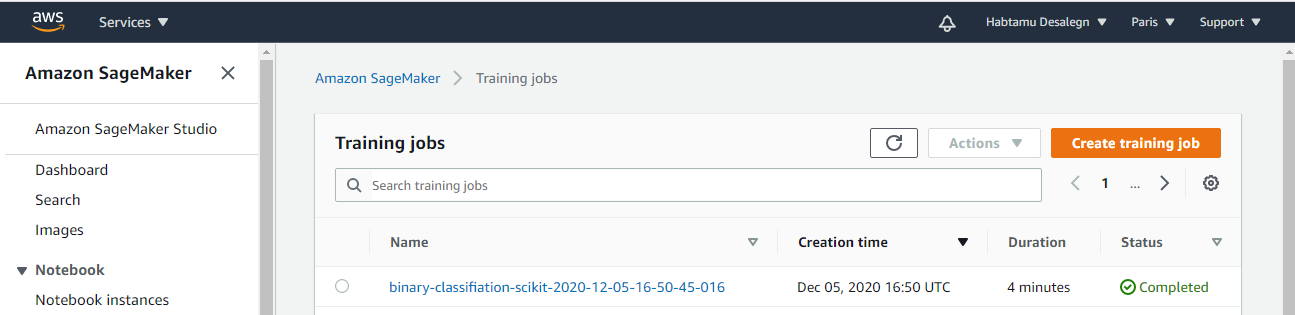 aws Services Habtamu Desalegn Paris Support
Amazon SageMaker
Amazon SageMaker Studio
Dashboard
Search
Images
Notebook
Notebook instances
Amazon SageMaker Training jobs
Training jobs Actions Create training job
Search training jobs 1 ...
Name Creation time Duration Status
binary-classifiation-scikit-2020-12-05-16-50-45-016 Dec 05, 2020 16:50 UTC 4 minutes Completed